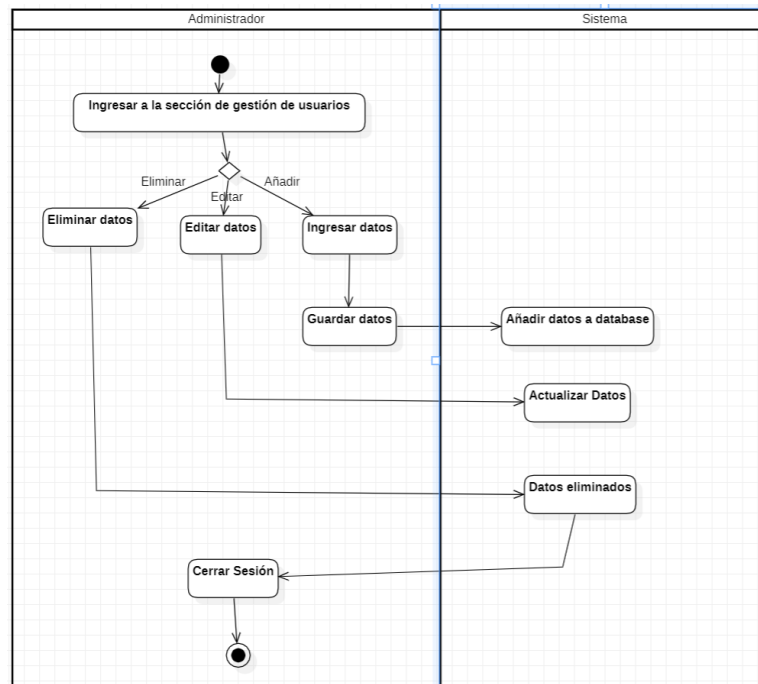 Administrador
Sistema
Ingresar a la sección de gestión de usuarios
Eliminar
Editar
Añadir
Eliminar datos
Editar datos
Ingresar datos
Guardar datos
Añadir datos a database
Actualizar Datos
Datos eliminados
Cerrar Sesión